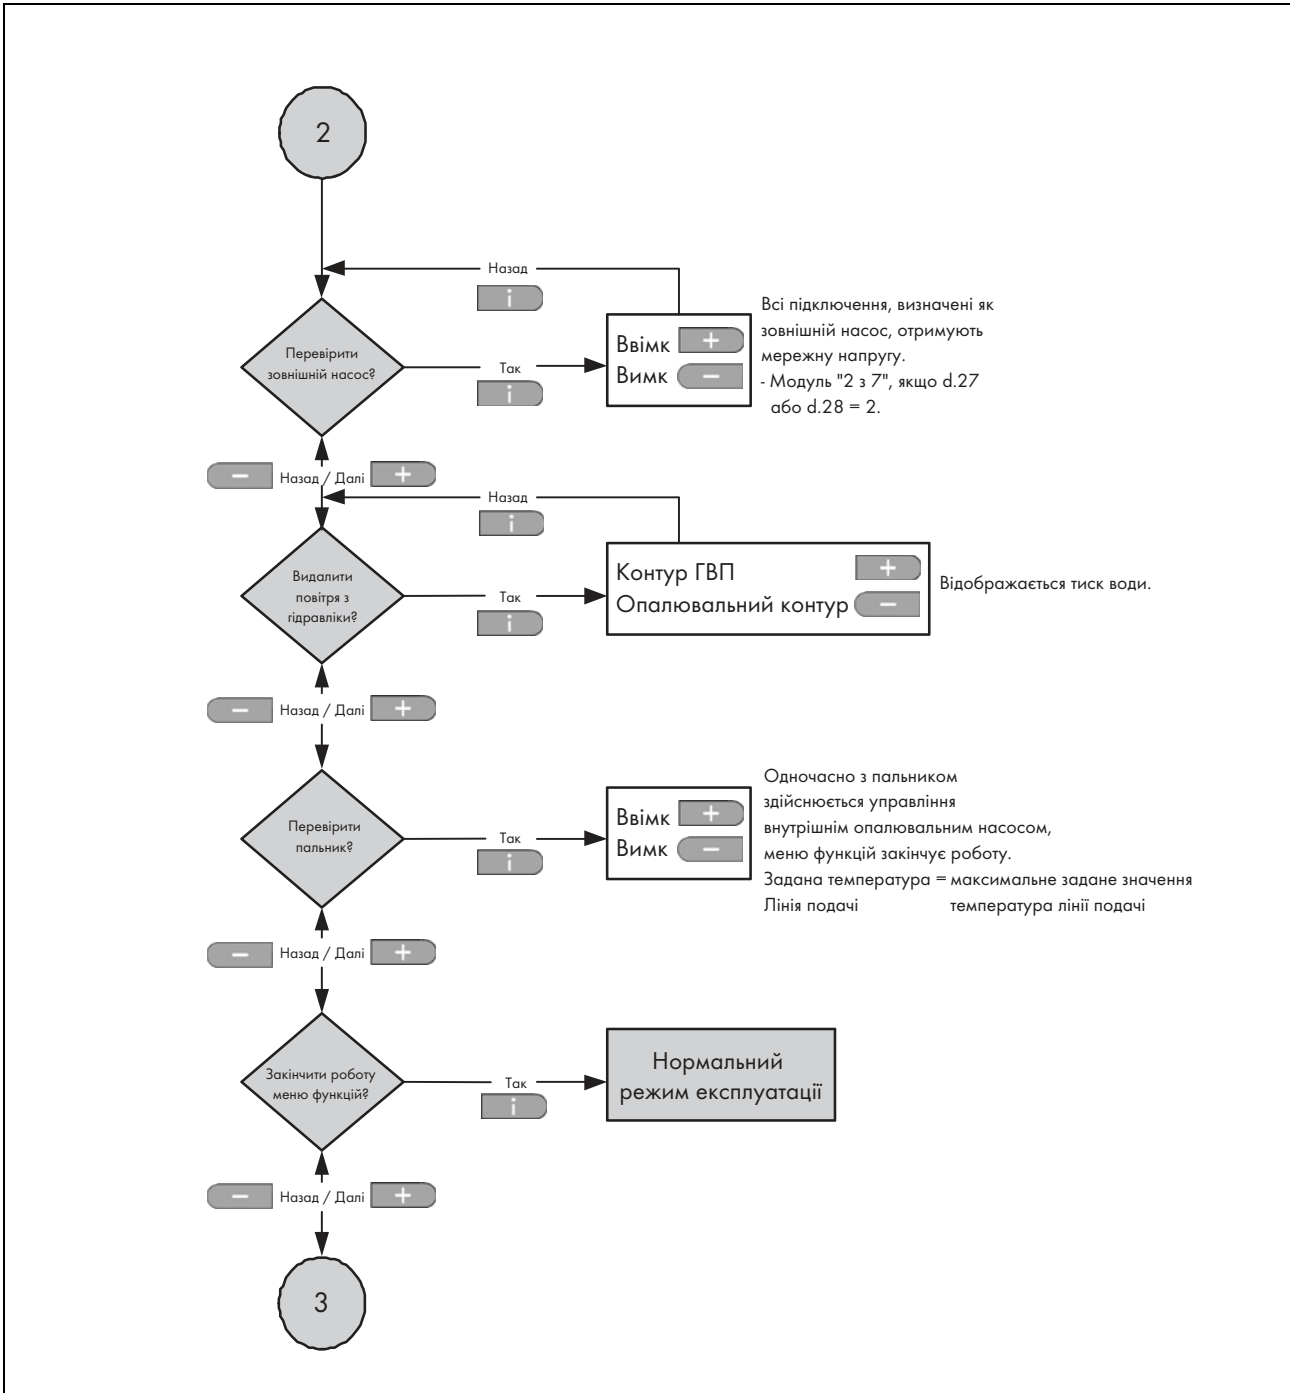 2
Назад
i
Перевірити
зовнішній насос?
Так
i
Ввімк +
Вимк −
Всі підключення, визначені як
зовнішній насос, отримують
мережну напругу.
- Модуль "2 з 7", якщо d.27
або d.28 = 2.
− Назад / Далі +
Назад
i
Видалити
повітря з
гідравліки?
Так
i
Контур ГВП +
Опалювальний контур −
Відображається тиск води.
− Назад / Далі +
Перевірити
пальник?
Так
i
Ввімк +
Вимк −
Одночасно з пальником
здійснюється управління
внутрішнім опалювальним насосом,
меню функцій закінчує роботу.
Задана температура = максимальне задане значення
Лінія подачі температура лінії подачі
− Назад / Далі +
Закінчити роботу
меню функцій?
Так
i
Нормальний
режим експлуатації
− Назад / Далі +
3